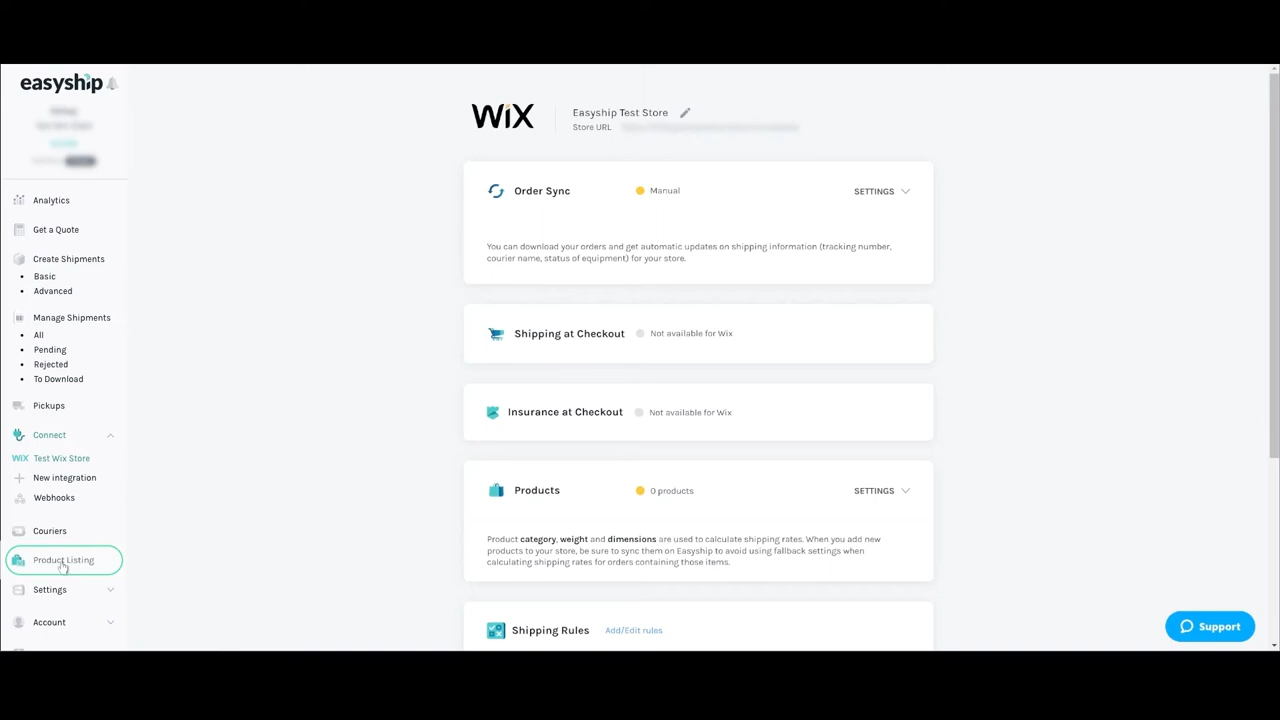 easyship
Analytics
Get a Quote
Create Shipments
Basic
Advanced
Manage Shipments
All
Pending
Rejected
To Download
Pickups
Connect
WiX Test Wix Store
New integration
Webhooks
Couriers
Product Listing
Settings
Account
WiX
Easyship Test Store
Store URL
Order Sync
Manual
SETTINGS
You can download your orders and get automatic updates on shipping information (tracking number,
courier name, status of equipment) for your store.
Shipping at Checkout
Not available for Wix
Insurance at Checkout
Not available for Wix
Products
0 products
SETTINGS
Product category, weight and dimensions are used to calculate shipping rates. When you add new
products to your store, be sure to sync them on Easyship to avoid using fallback settings when
calculating shipping rates for orders containing those items.
Shipping Rules
Add/Edit rules
Support